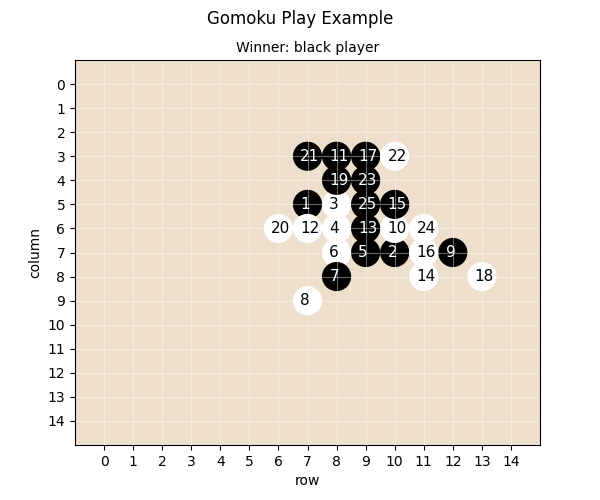 Gomoku Play Example
Winner: black player
0
1
2
3 21 11 17 22
4 19 23
5 1 3 25 15
6 20 12 4 13 10 24
7 6 5 2 16 9
8 7 14 18
9 8
10
11
12
13
14
column
0 1 2 3 4 5 6 7 8 9 10 11 12 13 14
row